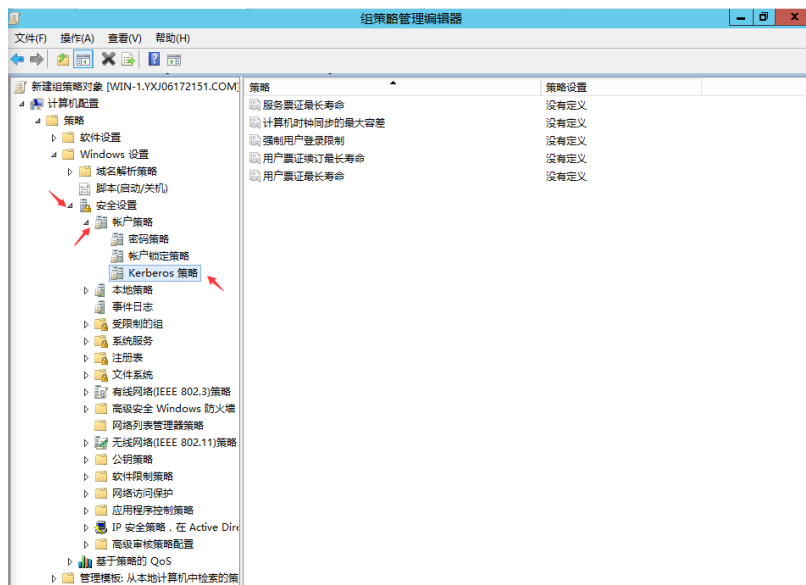 组策略管理编辑器
文件(F) 操作(A) 查看(V) 帮助(H)
新建组策略对象 [WIN-1.YXJ06172151.COM]
计算机配置
策略
软件设置
Windows 设置
域名解析策略
脚本(启动/关机)
安全设置
帐户策略
密码策略
帐户锁定策略
Kerberos 策略
本地策略
事件日志
受限制的组
系统服务
注册表
文件系统
有线网络(IEEE 802.3)策略
高级安全 Windows 防火墙
网络列表管理器策略
无线网络(IEEE 802.11)策略
公钥策略
软件限制策略
网络访问保护
应用程序控制策略
IP 安全策略，在 Active Dire
高级审核策略配置
基于策略的 QoS
管理模板: 从本地计算机中检索的策
策略 策略设置
服务票证最长寿命 没有定义
计算机时钟同步的最大容差 没有定义
强制用户登录限制 没有定义
用户票证续订最长寿命 没有定义
用户票证最长寿命 没有定义